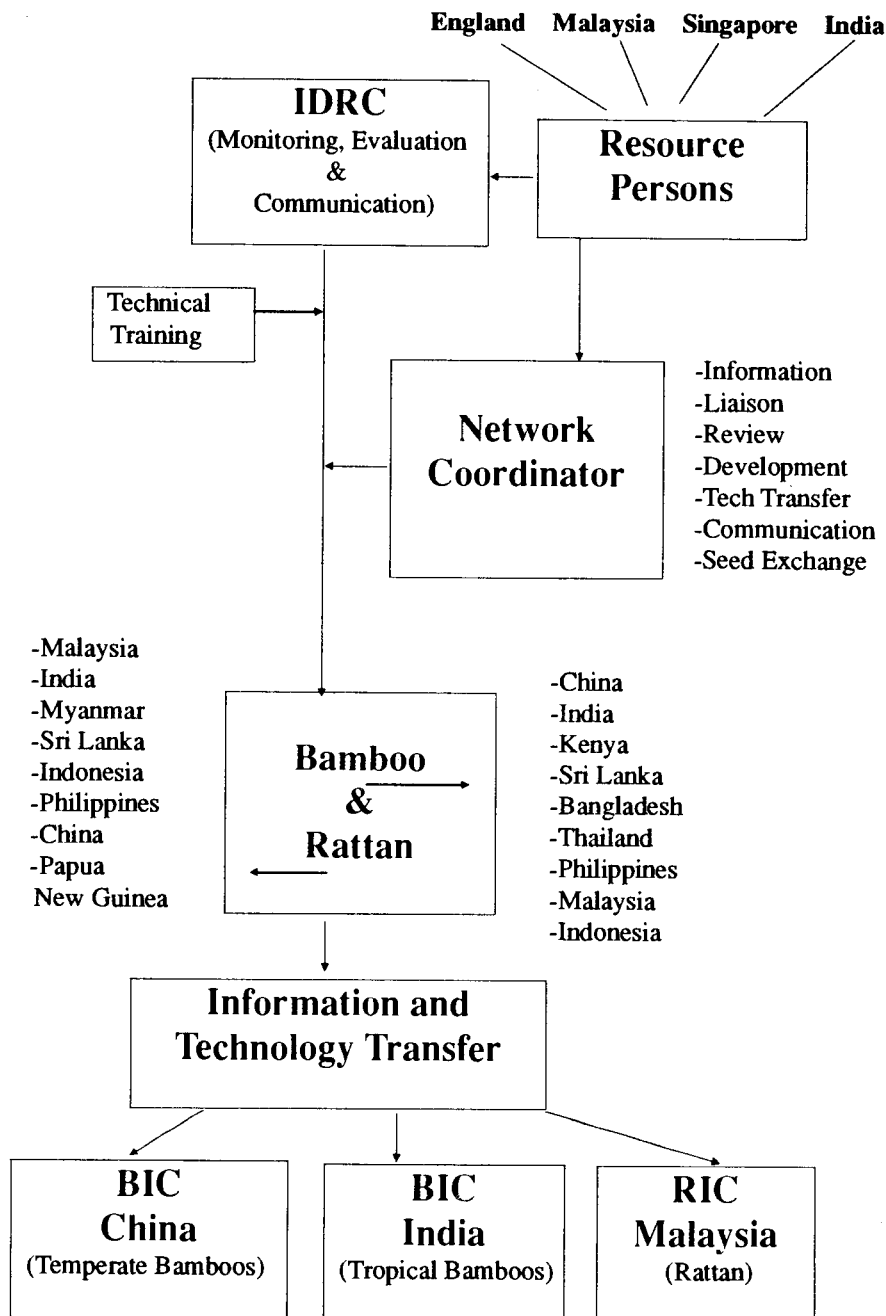 England Malaysia Singapore India
IDRC
(Monitoring, Evaluation
&
Communication)
Resource
Persons
Technical
Training
Network
Coordinator
-Information
-Liaison
-Review
-Development
-Tech Transfer
-Communication
-Seed Exchange
-Malaysia
-India
-Myanmar
-Sri Lanka
-Indonesia
-Philippines
-China
-Papua
New Guinea
Bamboo
&
Rattan
-China
-India
-Kenya
-Sri Lanka
-Bangladesh
-Thailand
-Philippines
-Malaysia
-Indonesia
Information and
Technology Transfer
BIC
China
(Temperate Bamboos)
BIC
India
(Tropical Bamboos)
RIC
Malaysia
(Rattan)